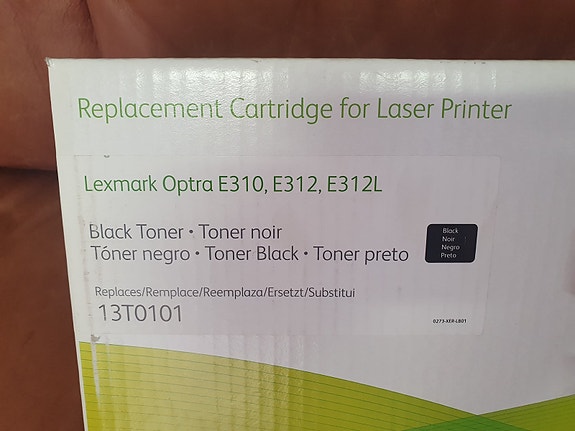 Replacement Cartridge for Laser Printer
Lexmark Optra E310, E312, E312L
Black Toner • Toner noir
Tóner negro • Toner Black • Toner preto
Black
Noir
Negro
Preto
Replaces/Remplace/Reemplaza/Ersetzt/Substitui
13T0101
0273-XER-LB01